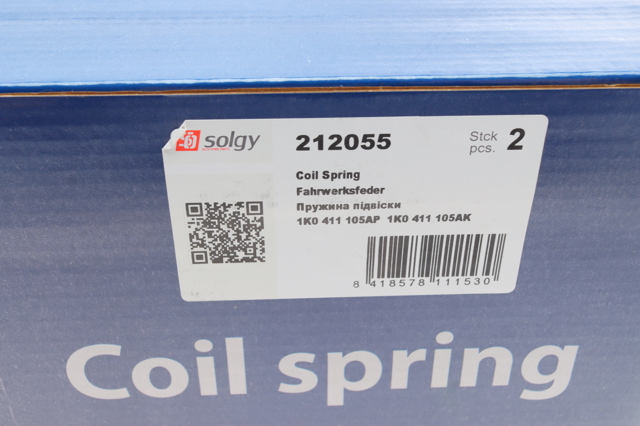 solgy
212055
Stck
pcs. 2
Coil Spring
Fahrwerksfeder
Пружина підвіски
1K0 411 105AP 1K0 411 105AK
8 418578 111530
Coil spring